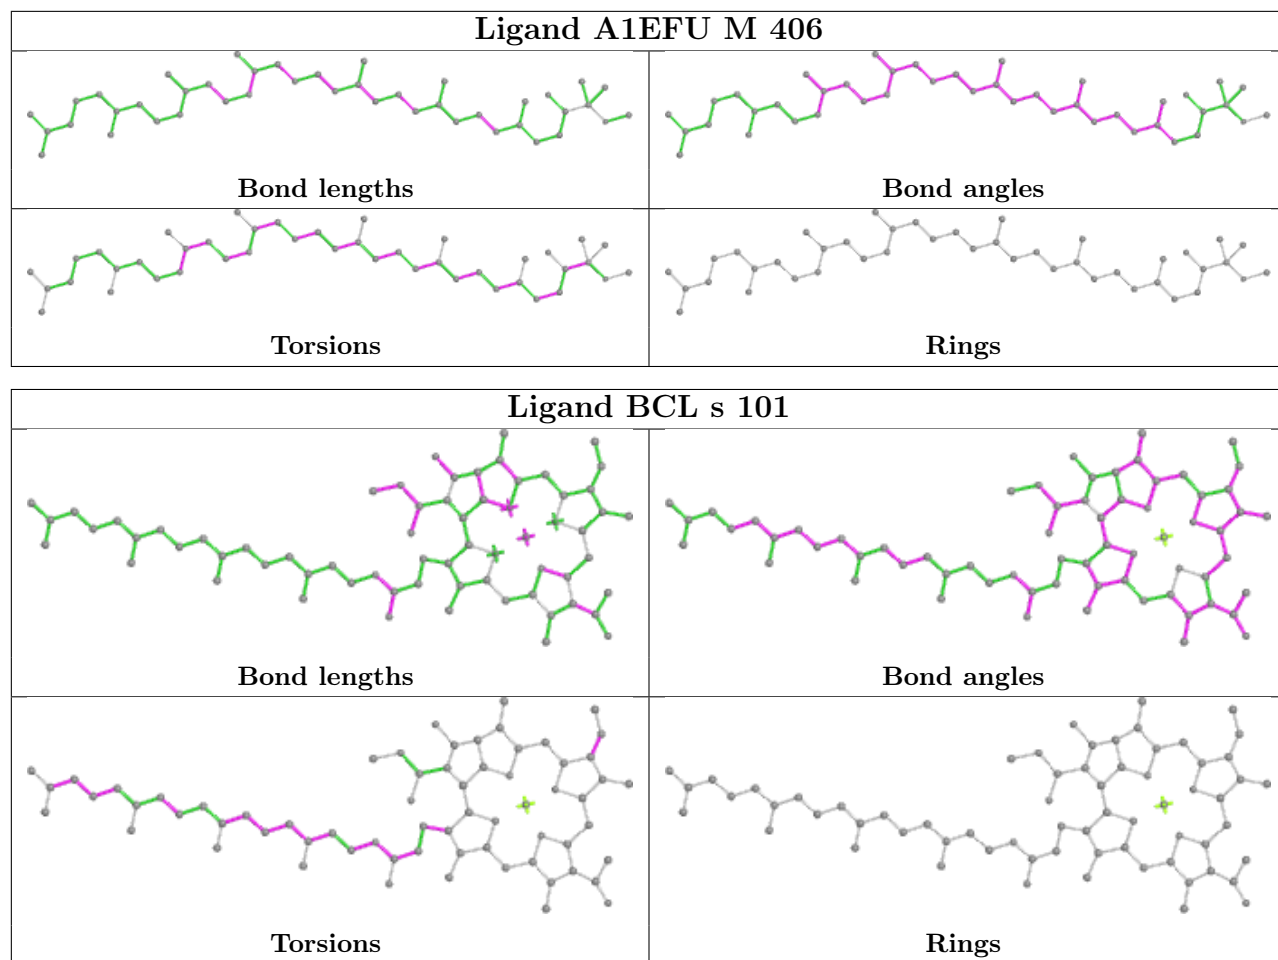 Ligand A1EFU M 406
Bond lengths
Bond angles
Torsions
Rings
Ligand BCL s 101
Bond lengths
Bond angles
Torsions
Rings